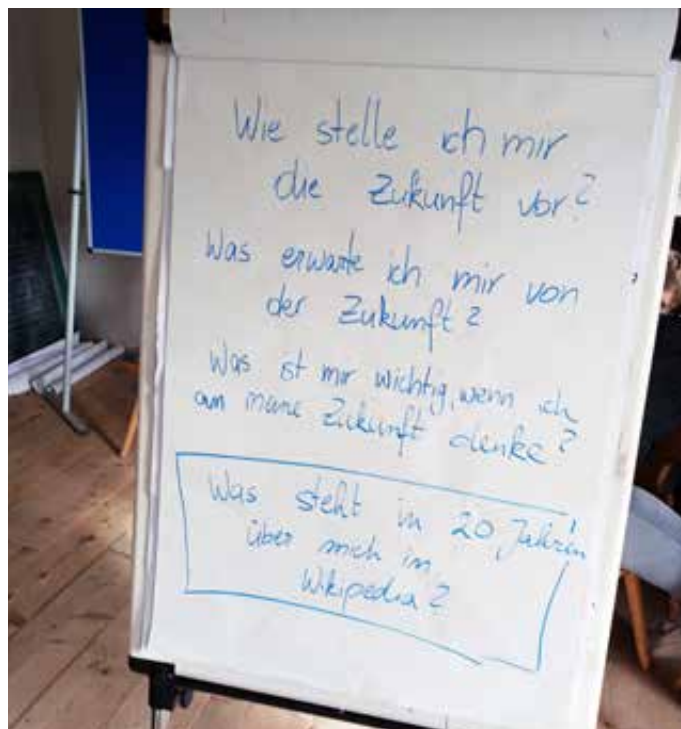 Wie stelle ich mir
die Zukunft vor?
Was erwarte ich mir von
der Zukunft?
Was ist mir wichtig, wenn ich
an meine Zukunft denke?
Was steht in 20 Jahren
über mich in
Wikipedia?